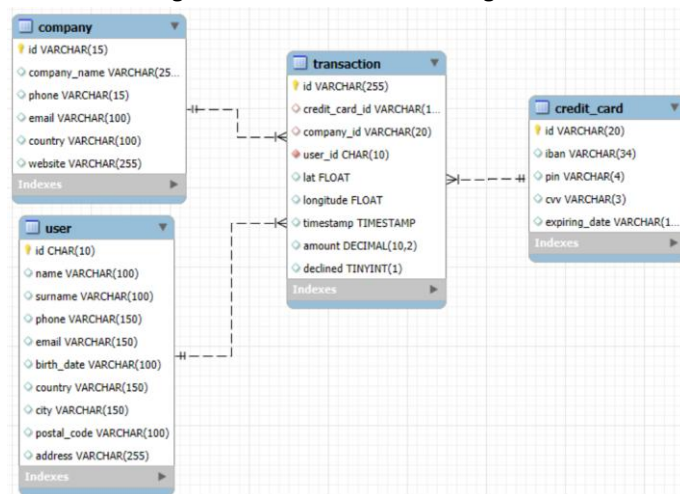 company
id VARCHAR(15)
company_name VARCHAR(25...
phone VARCHAR(15)
email VARCHAR(100)
country VARCHAR(100)
website VARCHAR(255)
Indexes
user
id CHAR(10)
name VARCHAR(100)
surname VARCHAR(100)
phone VARCHAR(150)
email VARCHAR(150)
birth_date VARCHAR(100)
country VARCHAR(150)
city VARCHAR(150)
postal_code VARCHAR(100)
address VARCHAR(255)
Indexes
transaction
id VARCHAR(255)
credit_card_id VARCHAR(1...
company_id VARCHAR(20)
user_id CHAR(10)
lat FLOAT
longitude FLOAT
timestamp TIMESTAMP
amount DECIMAL(10,2)
declined TINYINT(1)
Indexes
credit_card
id VARCHAR(20)
iban VARCHAR(34)
pin VARCHAR(4)
cvv VARCHAR(3)
expiring_date VARCHAR(1...
Indexes